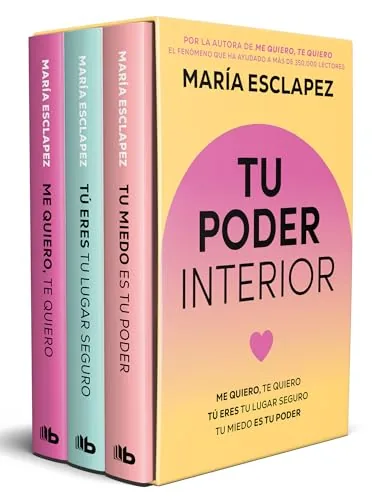 MARÍA ESCLAPEZ
ME QUIERO, TE QUIERO
b
MARÍA ESCLAPEZ
TÚ ERES TU LUGAR SEGURO
b
MARÍA ESCLAPEZ
TU MIEDO ES TU PODER
b
POR LA AUTORA DE ME QUIERO, TE QUIERO
EL FENÓMENO QUE HA AYUDADO A MÁS DE 350.000 LECTORES
MARÍA ESCLAPEZ
TU
PODER
INTERIOR
ME QUIERO, TE QUIERO
TÚ ERES TU LUGAR SEGURO
TU MIEDO ES TU PODER